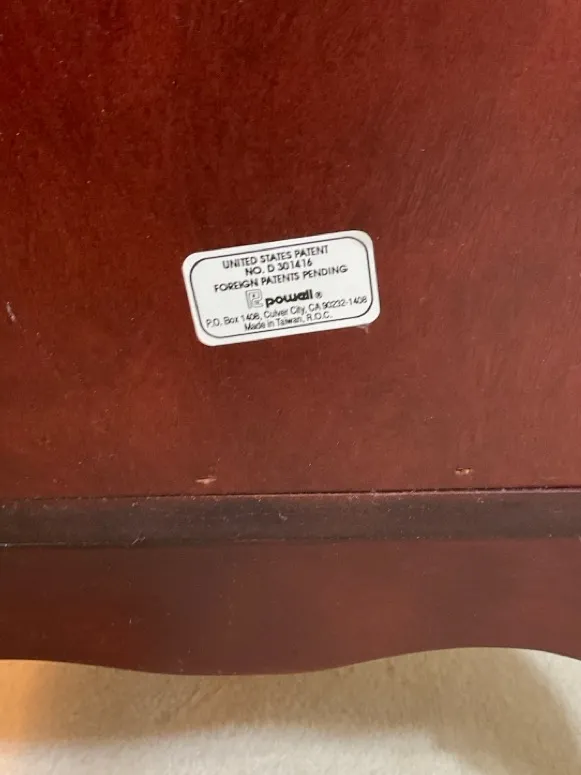 UNITED STATES PATENT
NO. D 301416
FOREIGN PATENTS PENDING
powell ®
P.O. Box 1408, Culver City, CA 90232-1408
Made in Taiwan, R.O.C.